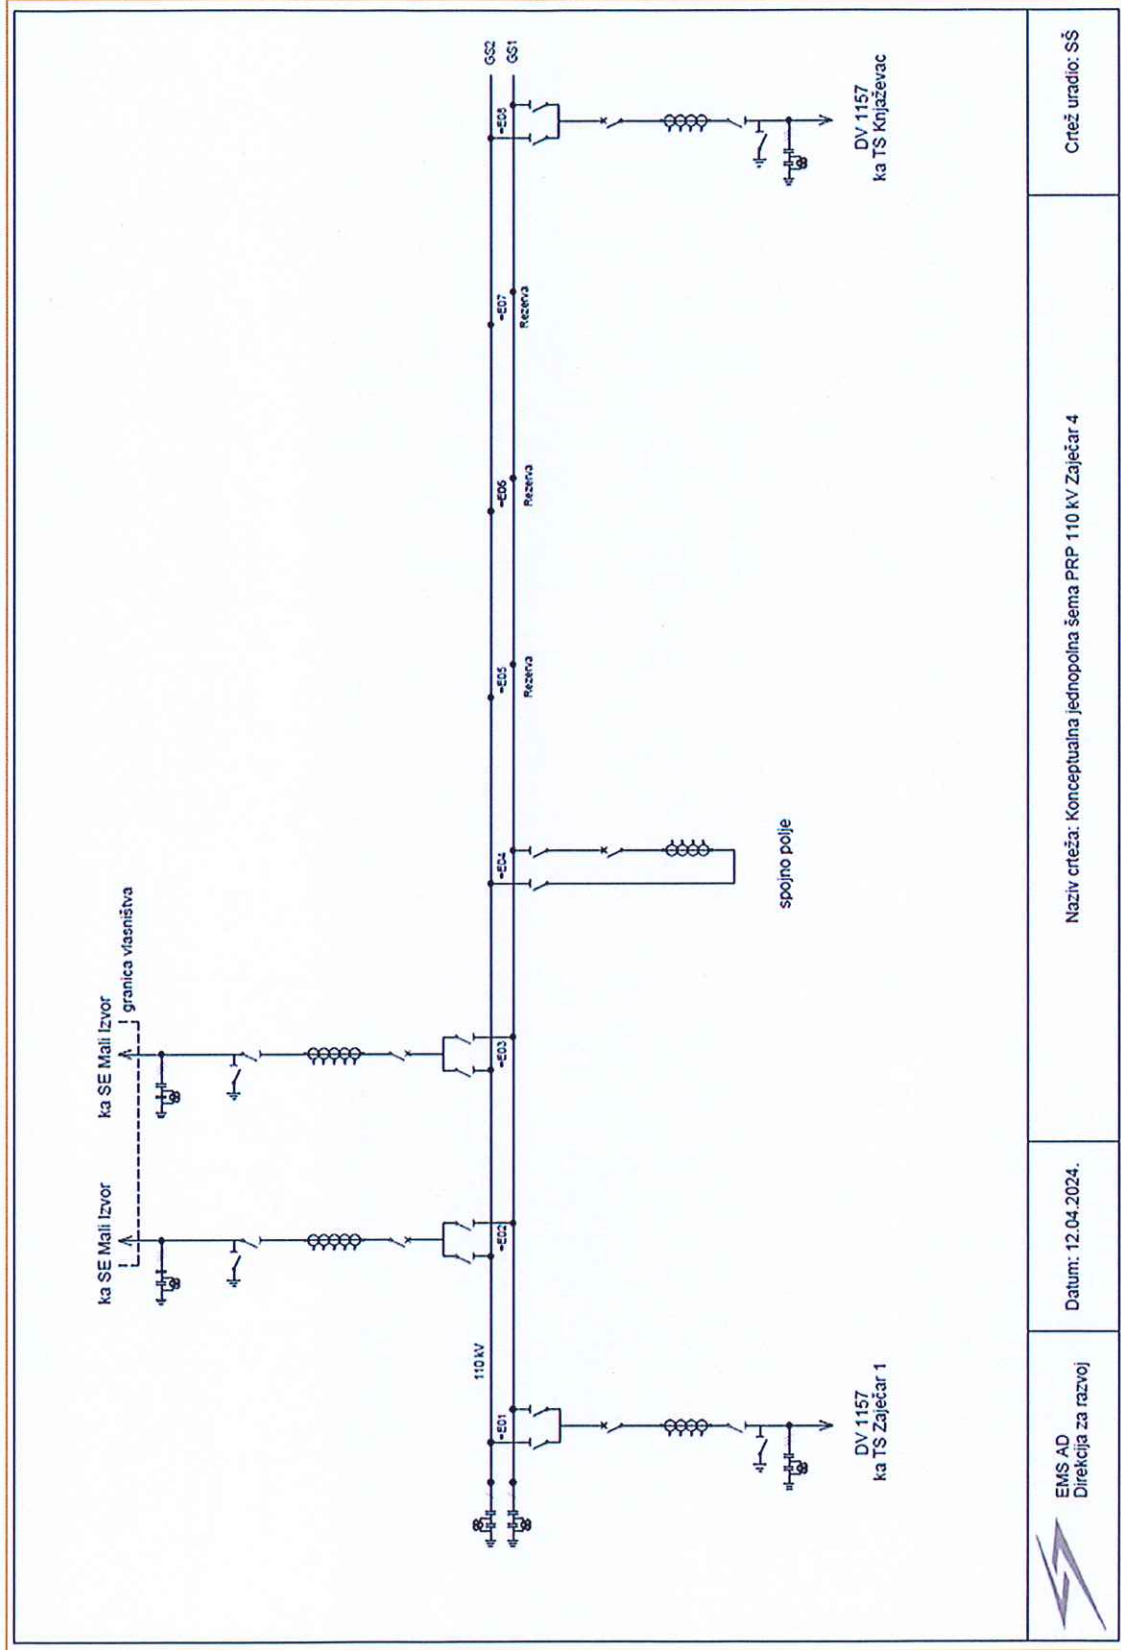 ka SE Mali Izvor
ka SE Mali Izvor
granica vlasništva
110 kV
GS2
GS1
=E01
=E02
=E03
=E04
=E05
=E06
=E07
=E08
Rezerva
Rezerva
Rezerva
DV 1157
ka TS Zaječar 1
spojno polje
DV 1157
ka TS Knjaževac
EMS AD
Direkcija za razvoj
Datum: 12.04.2024.
Naziv crteža: Konceptualna jednopolna šema PRP 110 kV Zaječar 4
Crtež uradio: SŠ